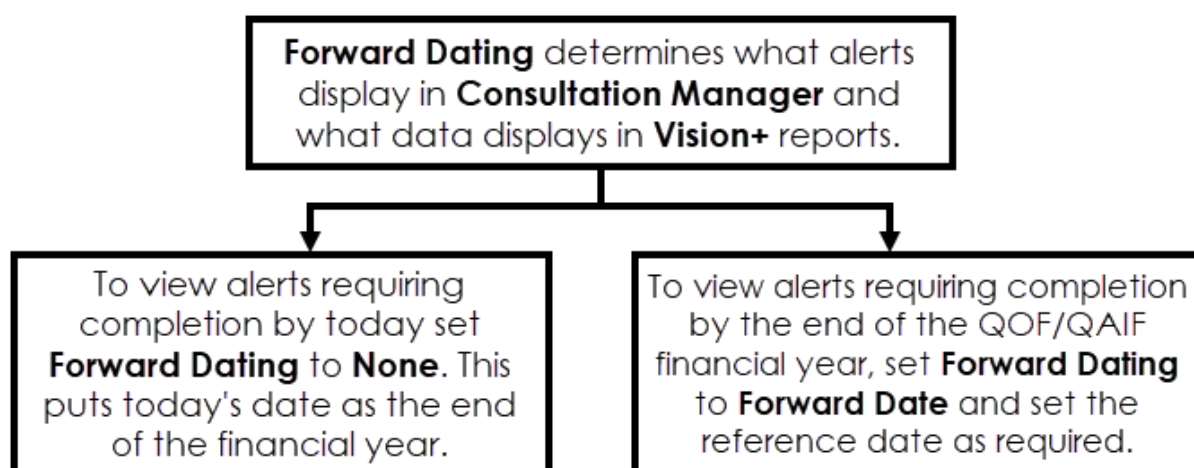 Forward Dating determines what alerts
display in Consultation Manager and
what data displays in Vision+ reports.
To view alerts requiring
completion by today set
Forward Dating to None. This
puts today's date as the end
of the financial year.
To view alerts requiring completion
by the end of the QOF/QAIF
financial year, set Forward Dating
to Forward Date and set the
reference date as required.